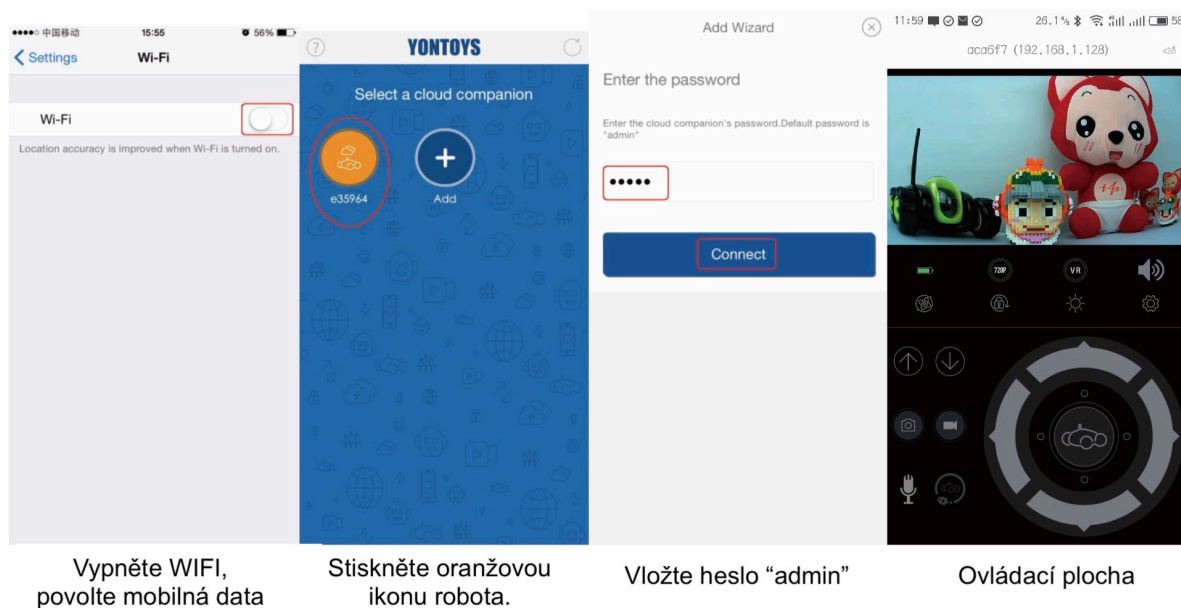 中国移动
15:55
56%
Settings
Wi-Fi
Wi-Fi
Location accuracy is improved when Wi-Fi is turned on.
Vypněte WIFI,
povolte mobilná data
?
YONTOYS
Select a cloud companion
e35964
+
Add
Stiskněte oranžovou
ikonu robota.
Add Wizard
Enter the password
Enter the cloud companion's password.Default password is
"admin"
•••••
Connect
Vložte heslo “admin”
11:59
26.1%
58
aca6f7 (192.168.1.128)
720P
VR
Ovládací plocha